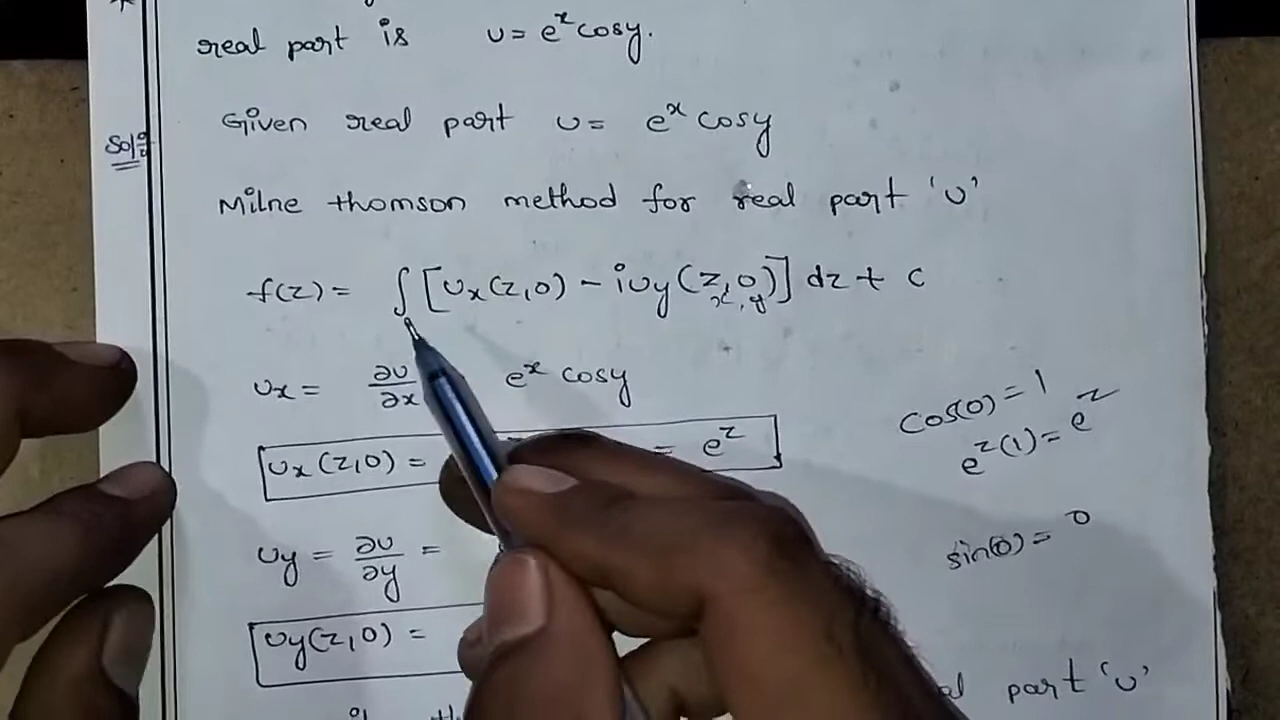 real part is u = e^x cosy.
Given real part u = e^x cosy
Sol:
Milne thomson method for real part 'u'
f(z) = ∫ [ux(z,0) - iuy(z,0)] dz + c
x, y
ux = ∂u/∂x e^x cosy
cos(0) = 1
ux(z,0) = = e^z
e^z(1) = e^z
uy = ∂u/∂y =
sin(0) = 0
uy(z,0) =
part 'u'